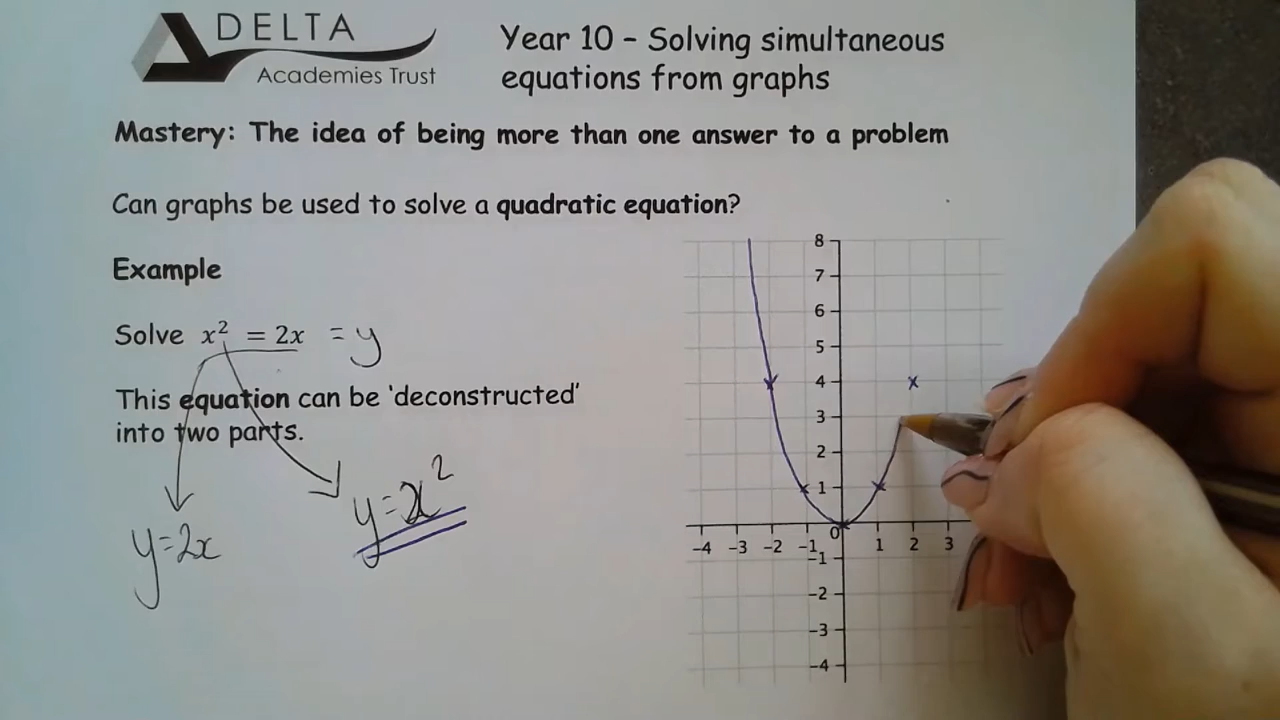 DELTA
Academies Trust
Year 10 - Solving simultaneous
equations from graphs
Mastery: The idea of being more than one answer to a problem
Can graphs be used to solve a quadratic equation?
Example
Solve x² = 2x = y
This equation can be 'deconstructed'
into two parts.
y=2x
y=x²
8
7
6
5
4
3
2
1
0
-4 -3 -2 -1 1 2 3
-1
-2
-3
-4